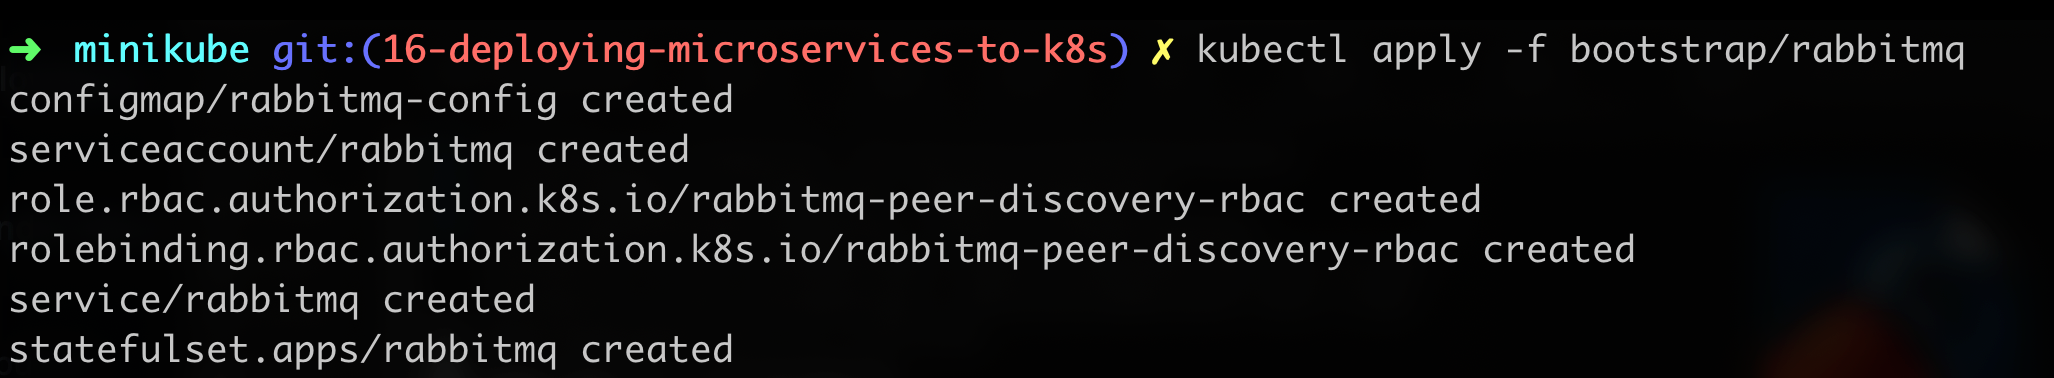 ➜ minikube git:(16-deploying-microservices-to-k8s) ✗ kubectl apply -f bootstrap/rabbitmq
configmap/rabbitmq-config created
serviceaccount/rabbitmq created
role.rbac.authorization.k8s.io/rabbitmq-peer-discovery-rbac created
rolebinding.rbac.authorization.k8s.io/rabbitmq-peer-discovery-rbac created
service/rabbitmq created
statefulset.apps/rabbitmq created